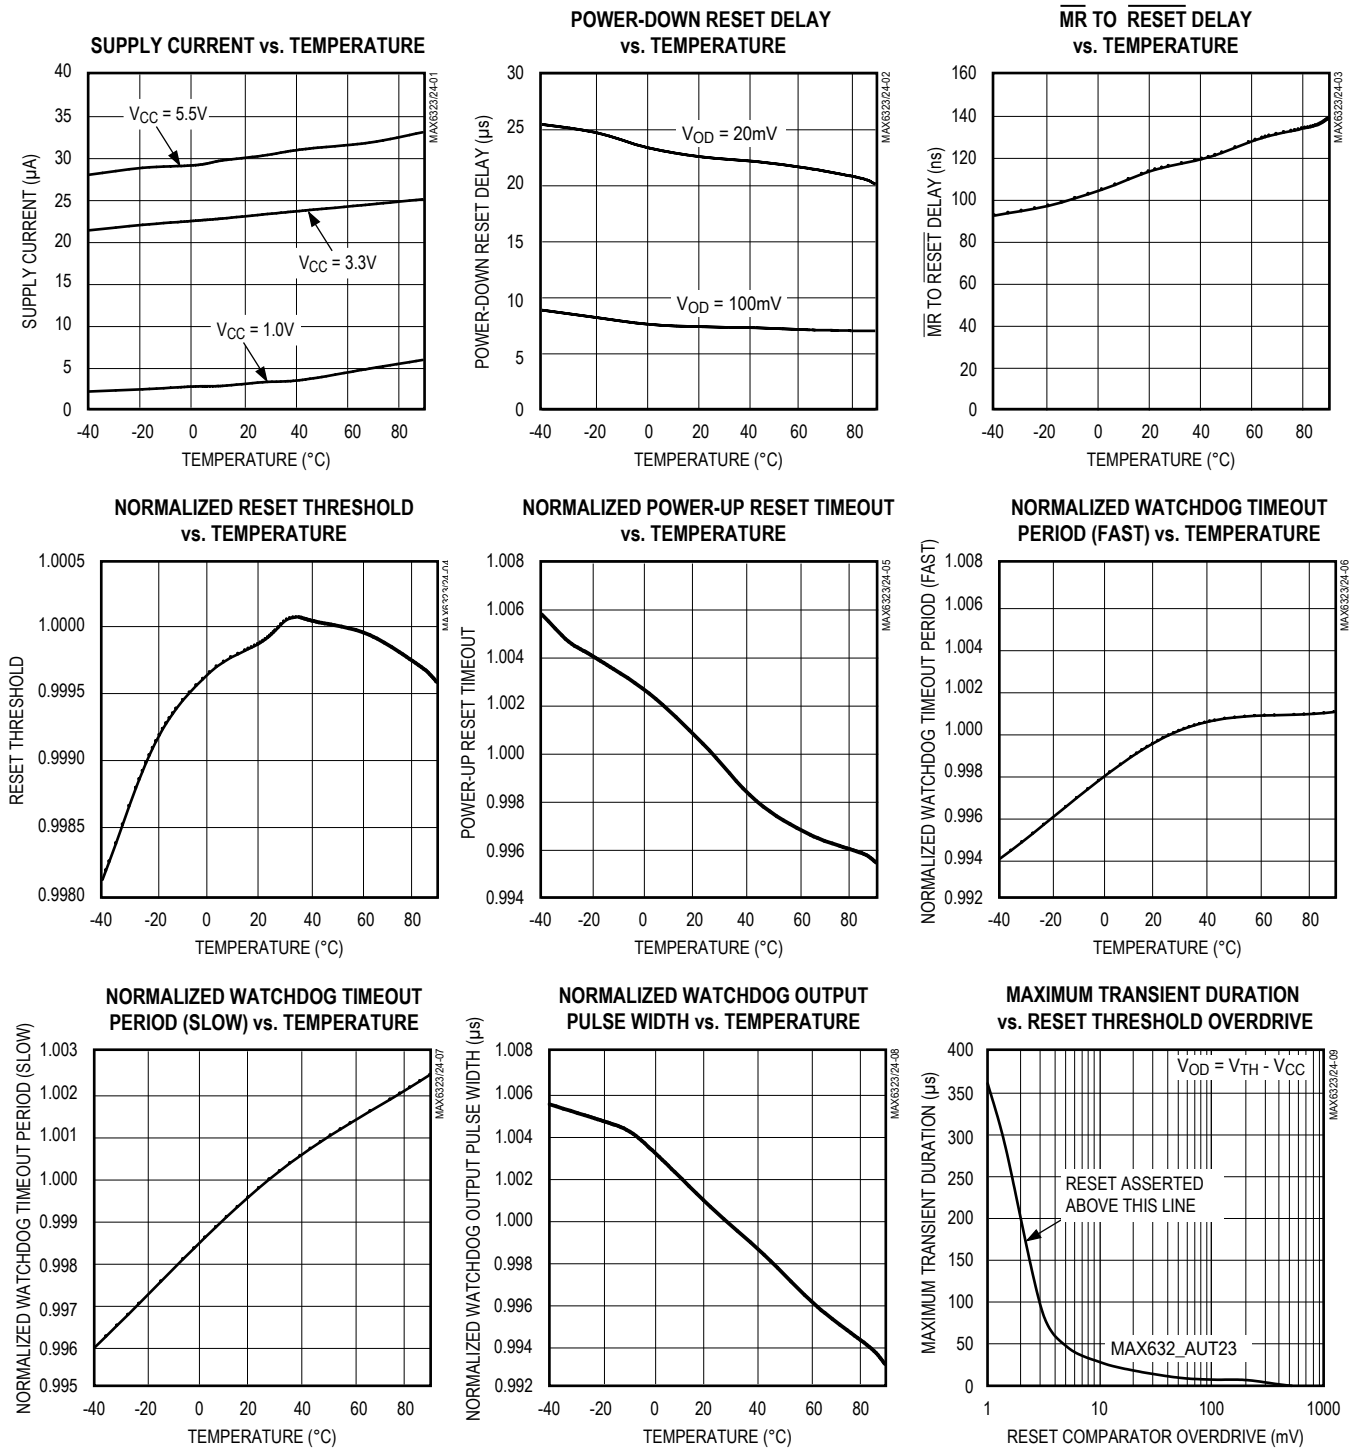 SUPPLY CURRENT vs. TEMPERATURE
MAX6323/24-01
SUPPLY CURRENT (µA)
40
35
30
25
20
15
10
5
0
VCC = 5.5V
VCC = 3.3V
VCC = 1.0V
-40 -20 0 20 40 60 80
TEMPERATURE (°C)
POWER-DOWN RESET DELAY
vs. TEMPERATURE
MAX6323/24-02
POWER-DOWN RESET DELAY (µs)
30
25
20
15
10
5
0
VOD = 20mV
VOD = 100mV
-40 -20 0 20 40 60 80
TEMPERATURE (°C)
MR TO RESET DELAY
vs. TEMPERATURE
MAX6323/24-03
MR TO RESET DELAY (ns)
160
140
120
100
80
60
40
20
0
-40 -20 0 20 40 60 80
TEMPERATURE (°C)
NORMALIZED RESET THRESHOLD
vs. TEMPERATURE
MAX6323/24-04
RESET THRESHOLD
1.0005
1.0000
0.9995
0.9990
0.9985
0.9980
-40 -20 0 20 40 60 80
TEMPERATURE (°C)
NORMALIZED POWER-UP RESET TIMEOUT
vs. TEMPERATURE
MAX6323/24-05
POWER-UP RESET TIMEOUT
1.008
1.006
1.004
1.002
1.000
0.998
0.996
0.994
-40 -20 0 20 40 60 80
TEMPERATURE (°C)
NORMALIZED WATCHDOG TIMEOUT
PERIOD (FAST) vs. TEMPERATURE
MAX6323/24-06
NORMALIZED WATCHDOG TIMEOUT PERIOD (FAST)
1.008
1.006
1.004
1.002
1.000
0.998
0.996
0.994
0.992
-40 -20 0 20 40 60 80
TEMPERATURE (°C)
NORMALIZED WATCHDOG TIMEOUT
PERIOD (SLOW) vs. TEMPERATURE
MAX6323/24-07
NORMALIZED WATCHDOG TIMEOUT PERIOD (SLOW)
1.003
1.002
1.001
1.000
0.999
0.998
0.997
0.996
0.995
-40 -20 0 20 40 60 80
TEMPERATURE (°C)
NORMALIZED WATCHDOG OUTPUT
PULSE WIDTH vs. TEMPERATURE
MAX6323/24-08
NORMALIZED WATCHDOG OUTPUT PULSE WIDTH (µs)
1.008
1.006
1.004
1.002
1.000
0.998
0.996
0.994
0.992
-40 -20 0 20 40 60 80
TEMPERATURE (°C)
MAXIMUM TRANSIENT DURATION
vs. RESET THRESHOLD OVERDRIVE
MAX6323/24-09
MAXIMUM TRANSIENT DURATION (µs)
400
350
300
250
200
150
100
50
0
VOD = VTH - VCC
RESET ASSERTED
ABOVE THIS LINE
MAX632_AUT23
1 10 100 1000
RESET COMPARATOR OVERDRIVE (mV)